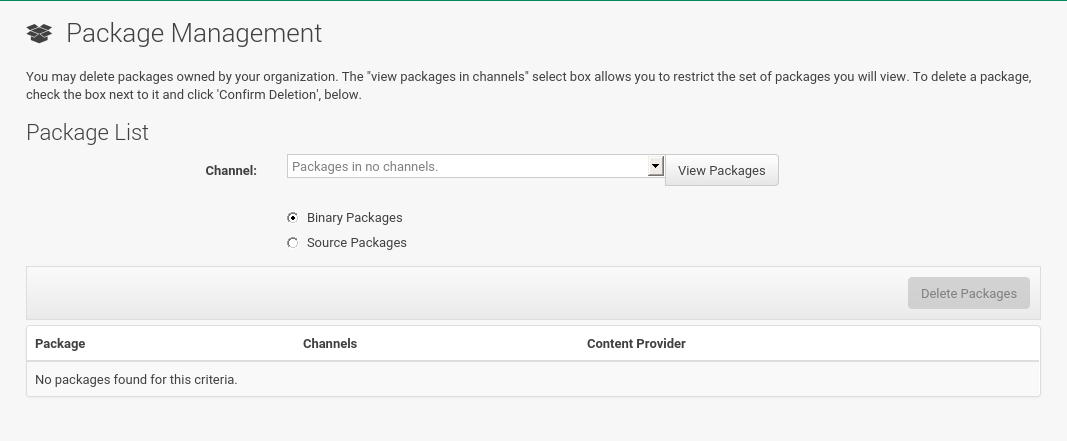 Package Management
You may delete packages owned by your organization. The "view packages in channels" select box allows you to restrict the set of packages you will view. To delete a package,
check the box next to it and click 'Confirm Deletion', below.
Package List
Channel: Packages in no channels. View Packages
Binary Packages
Source Packages
Delete Packages
Package Channels Content Provider
No packages found for this criteria.